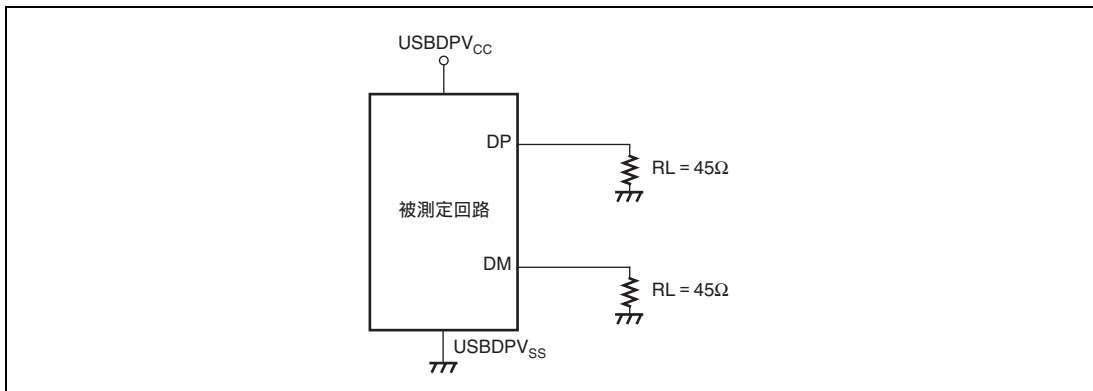 USBDPVCC
DP
RL = 45Ω
被測定回路
DM
RL = 45Ω
USBDPVSS